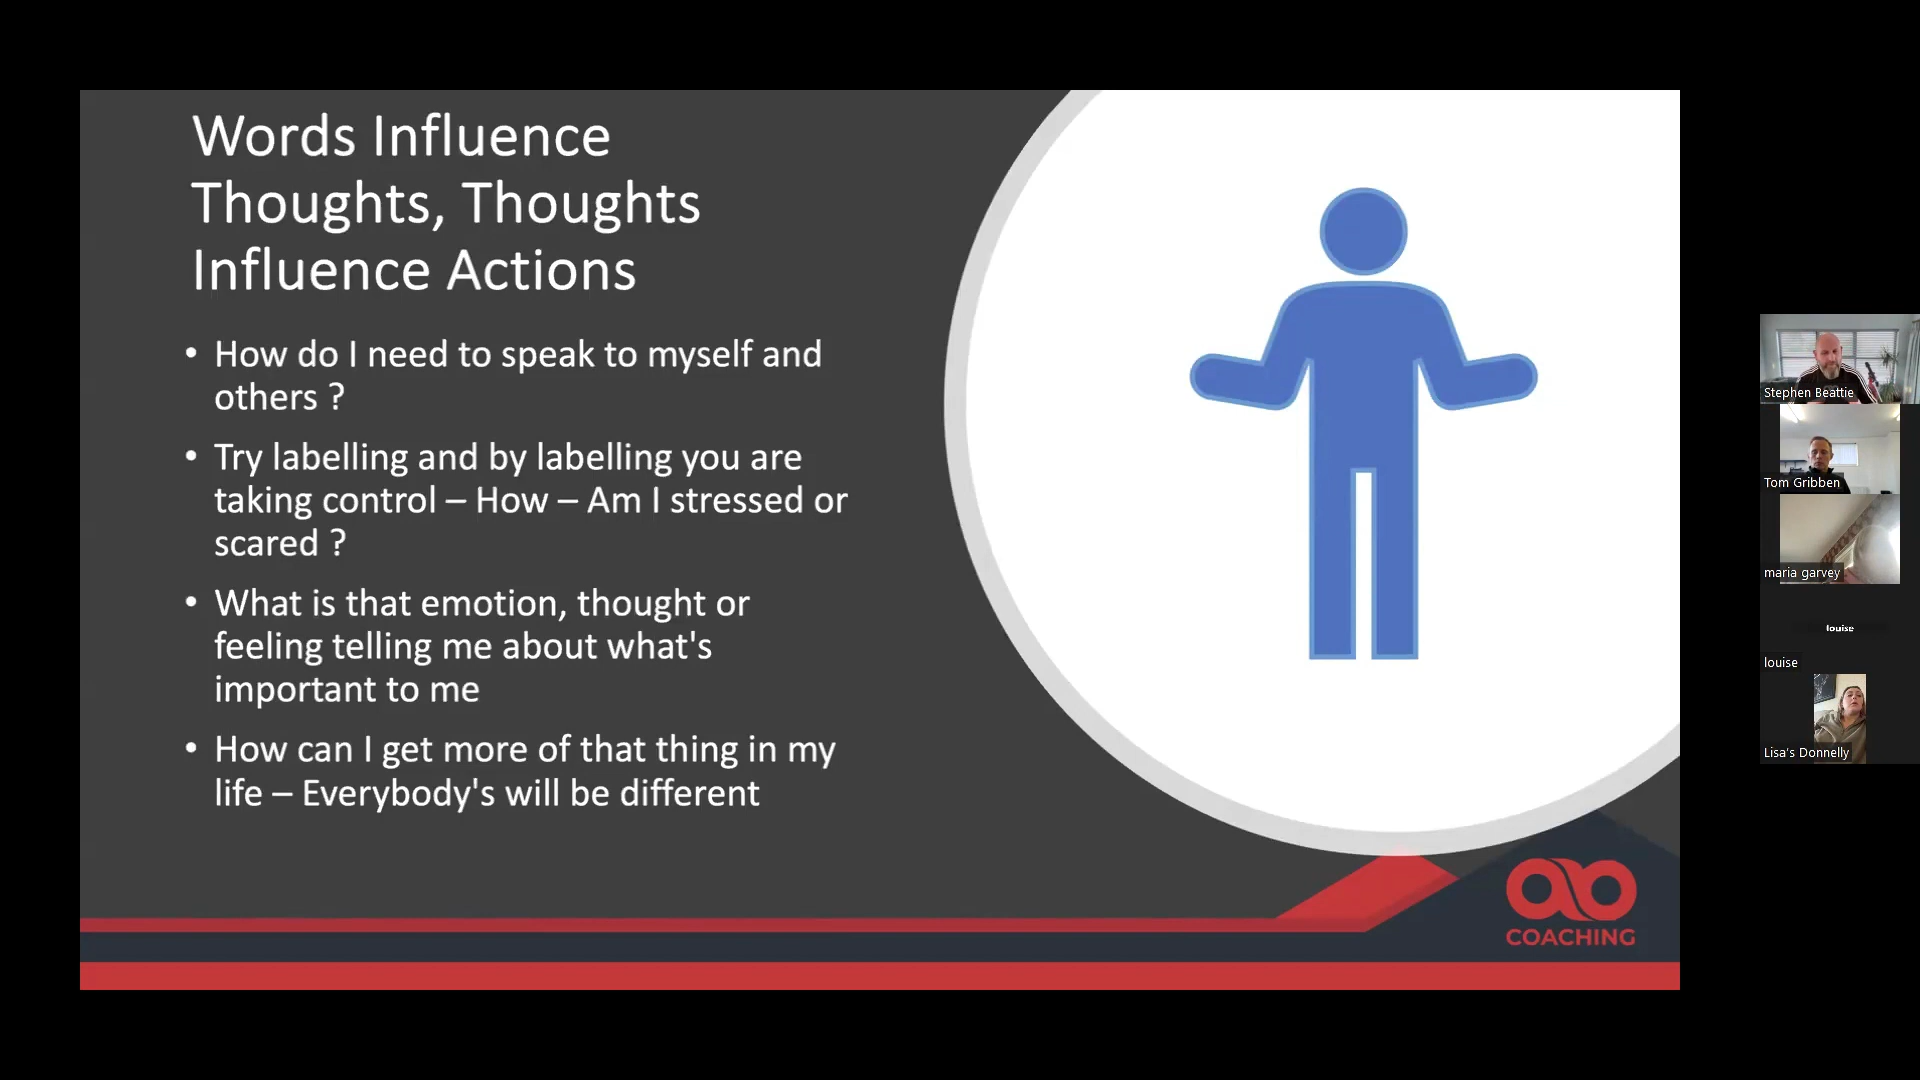 Words Influence
Thoughts, Thoughts
Influence Actions
• How do I need to speak to myself and
others ?
• Try labelling and by labelling you are
taking control – How – Am I stressed or
scared ?
• What is that emotion, thought or
feeling telling me about what's
important to me
• How can I get more of that thing in my
life – Everybody's will be different
COACHING
Stephen Beattie
Tom Gribben
maria garvey
louise
louise
Lisa's Donnelly